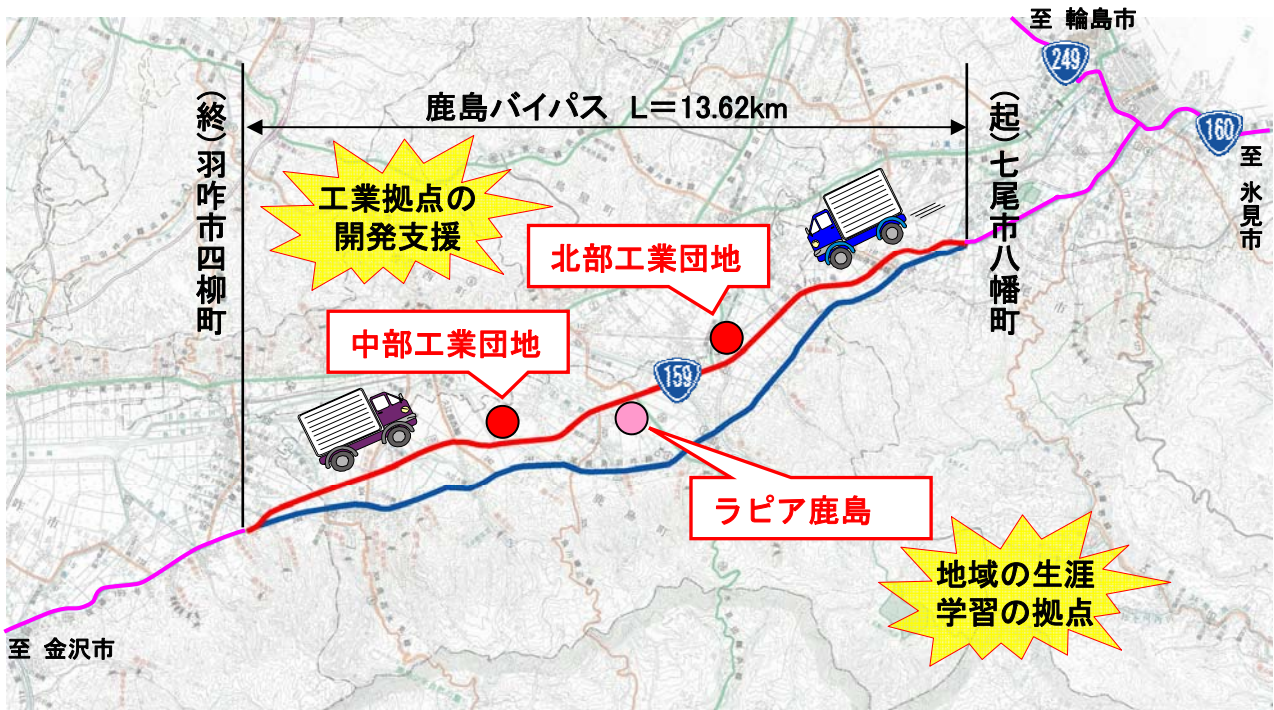 至 輪島市
249
160
至 氷見市
鹿島バイパス L=13.62km
(終)羽咋市四柳町
(起)七尾市八幡町
工業拠点の
開発支援
北部工業団地
中部工業団地
159
ラピア鹿島
地域の生涯
学習の拠点
至 金沢市